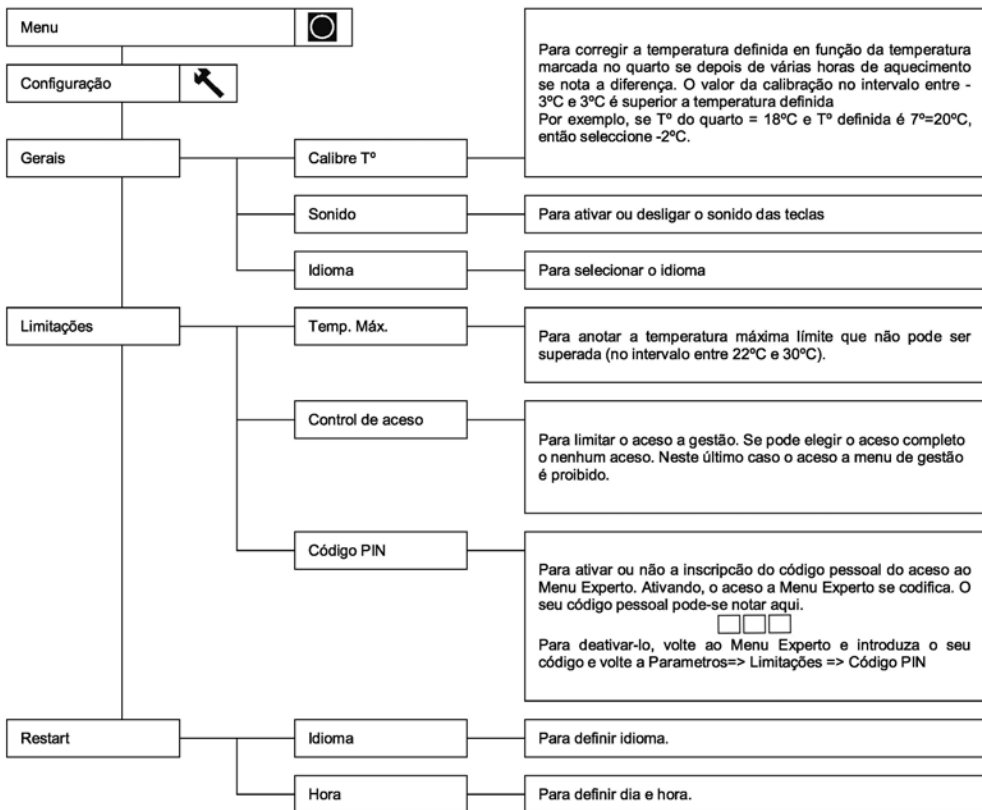 Menu
Configuração
Gerais
Calibre Tº
Para corregir a temperatura definida en função da temperatura
marcada no quarto se depois de várias horas de aquecimento
se nota a diferença. O valor da calibração no intervalo entre -
3ºC e 3ºC é superior a temperatura definida
Por exemplo, se Tº do quarto = 18ºC e Tº definida é 7º=20ºC,
então seleccione -2ºC.
Sonido
Para ativar ou desligar o sonido das teclas
Idioma
Para selecionar o idioma
Limitações
Temp. Máx.
Para anotar a temperatura máxima límite que não pode ser
superada (no intervalo entre 22ºC e 30ºC).
Control de aceso
Para limitar o aceso a gestão. Se pode elegir o aceso completo
o nenhum aceso. Neste último caso o aceso a menu de gestão
é proibido.
Código PIN
Para ativar ou não a inscripcão do código pessoal do aceso ao
Menu Experto. Ativando, o aceso a Menu Experto se codifica. O
seu código pessoal pode-se notar aqui.
Para deativar-lo, volte ao Menu Experto e introduza o seu
código e volte a Parametros=> Limitações => Código PIN
Restart
Idioma
Para definir idioma.
Hora
Para definir dia e hora.